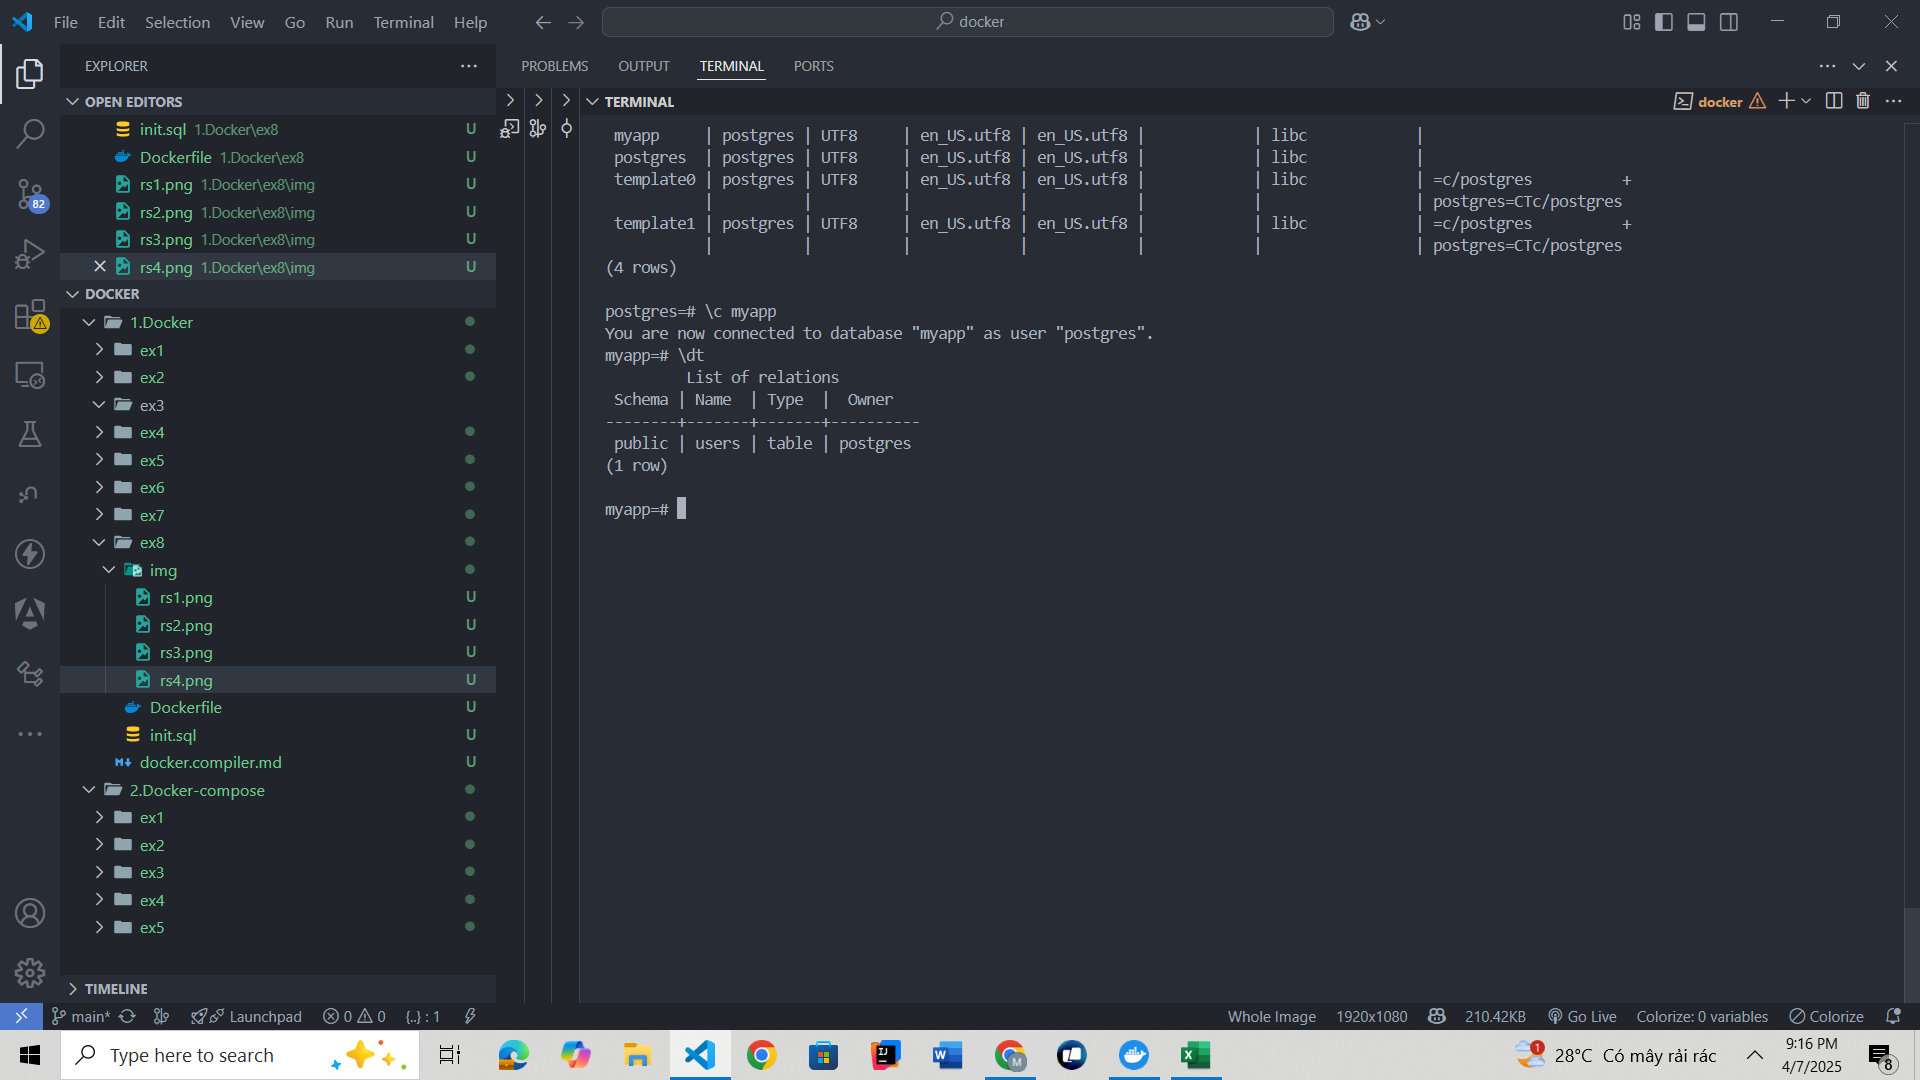 File Edit Selection View Go Run Terminal Help
docker
EXPLORER
OPEN EDITORS
init.sql 1.Docker\ex8 U
Dockerfile 1.Docker\ex8 U
rs1.png 1.Docker\ex8\img U
rs2.png 1.Docker\ex8\img U
rs3.png 1.Docker\ex8\img U
rs4.png 1.Docker\ex8\img U
DOCKER
1.Docker
ex1
ex2
ex3
ex4
ex5
ex6
ex7
ex8
img
rs1.png U
rs2.png U
rs3.png U
rs4.png U
Dockerfile U
init.sql U
docker.compiler.md U
2.Docker-compose
ex1
ex2
ex3
ex4
ex5
TIMELINE
82
PROBLEMS OUTPUT TERMINAL PORTS
TERMINAL
docker
myapp | postgres | UTF8 | en_US.utf8 | en_US.utf8 | | libc |
postgres | postgres | UTF8 | en_US.utf8 | en_US.utf8 | | libc |
template0 | postgres | UTF8 | en_US.utf8 | en_US.utf8 | | libc | =c/postgres +
| | | | | | | postgres=CTc/postgres
template1 | postgres | UTF8 | en_US.utf8 | en_US.utf8 | | libc | =c/postgres +
| | | | | | | postgres=CTc/postgres
(4 rows)
postgres=# \c myapp
You are now connected to database "myapp" as user "postgres".
myapp=# \dt
List of relations
Schema | Name | Type | Owner
--------+-------+-------+----------
public | users | table | postgres
(1 row)
myapp=#
main* Launchpad 0 0 {..} : 1 Whole Image 1920x1080 210.42KB Go Live Colorize: 0 variables Colorize
Type here to search
1 28°C Có mây rải rác
9:16 PM
4/7/2025
8